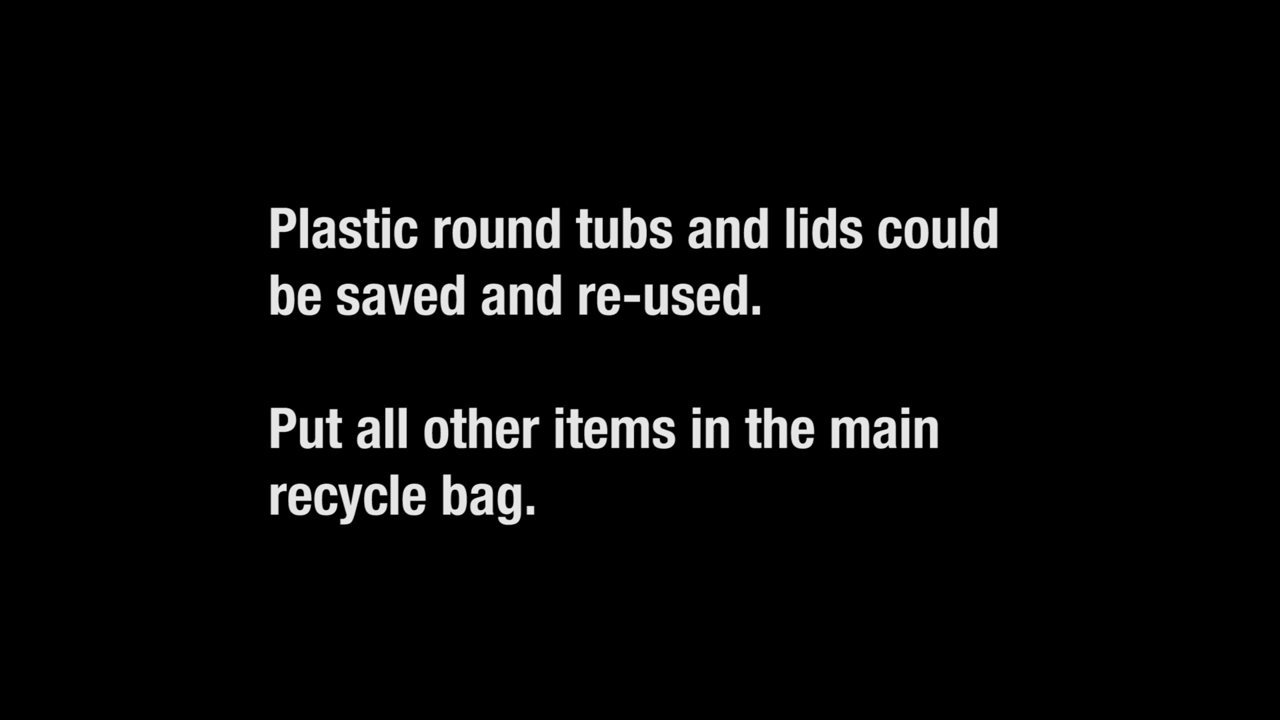 Plastic round tubs and lids could
be saved and re-used.
Put all other items in the main
recycle bag.